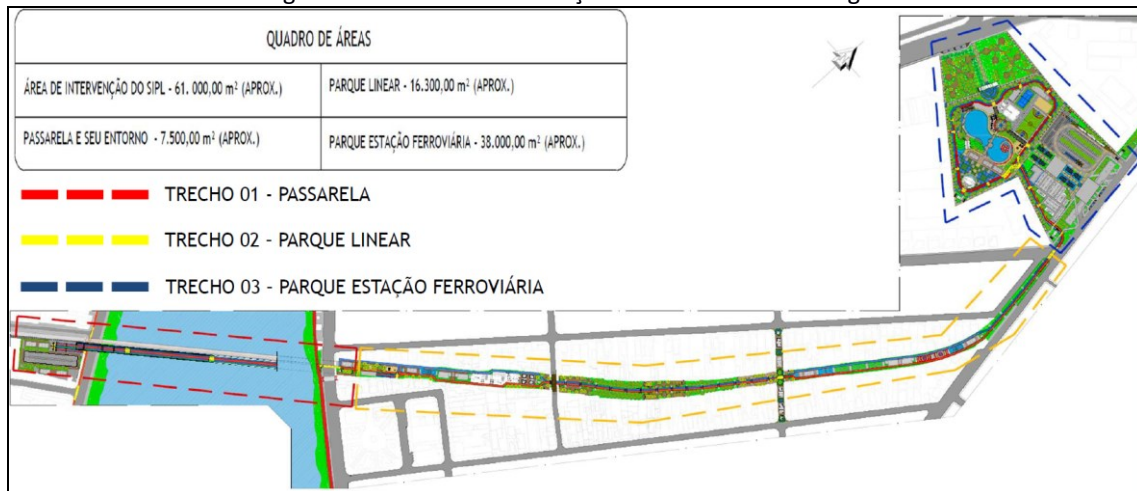 QUADRO DE ÁREAS
ÁREA DE INTERVENÇÃO DO SIPL - 61. 000,00 m² (APROX.)
PARQUE LINEAR - 16.300,00 m² (APROX.)
PASSARELA E SEU ENTORNO - 7.500,00 m² (APROX.)
PARQUE ESTAÇÃO FERROVIÁRIA - 38.000,00 m² (APROX.)
TRECHO 01 - PASSARELA
TRECHO 02 - PARQUE LINEAR
TRECHO 03 - PARQUE ESTAÇÃO FERROVIÁRIA